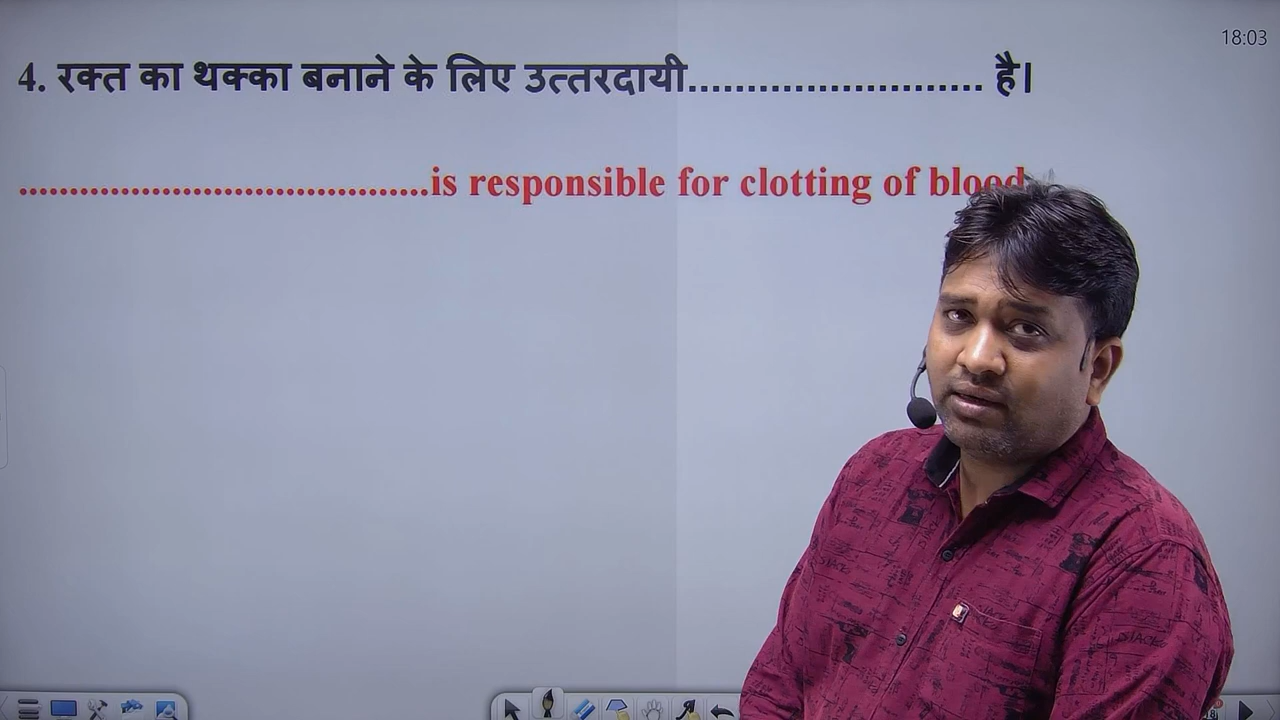 18:03
4. रक्त का थक्का बनाने के लिए उत्तरदायी......................... है।
.....................................is responsible for clotting of blood